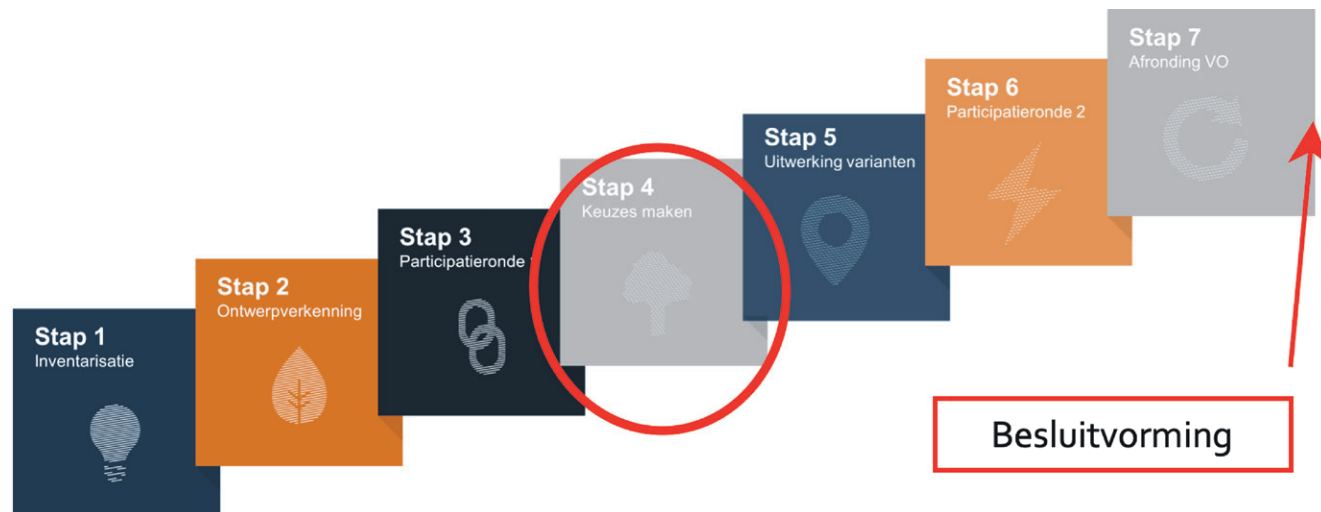 Stap 1
Inventarisatie
Stap 2
Ontwerpverkenning
Stap 3
Participatieronde
Stap 4
Keuzes maken
Stap 5
Uitwerking varianten
Stap 6
Participatieronde 2
Stap 7
Afronding VO
Besluitvorming